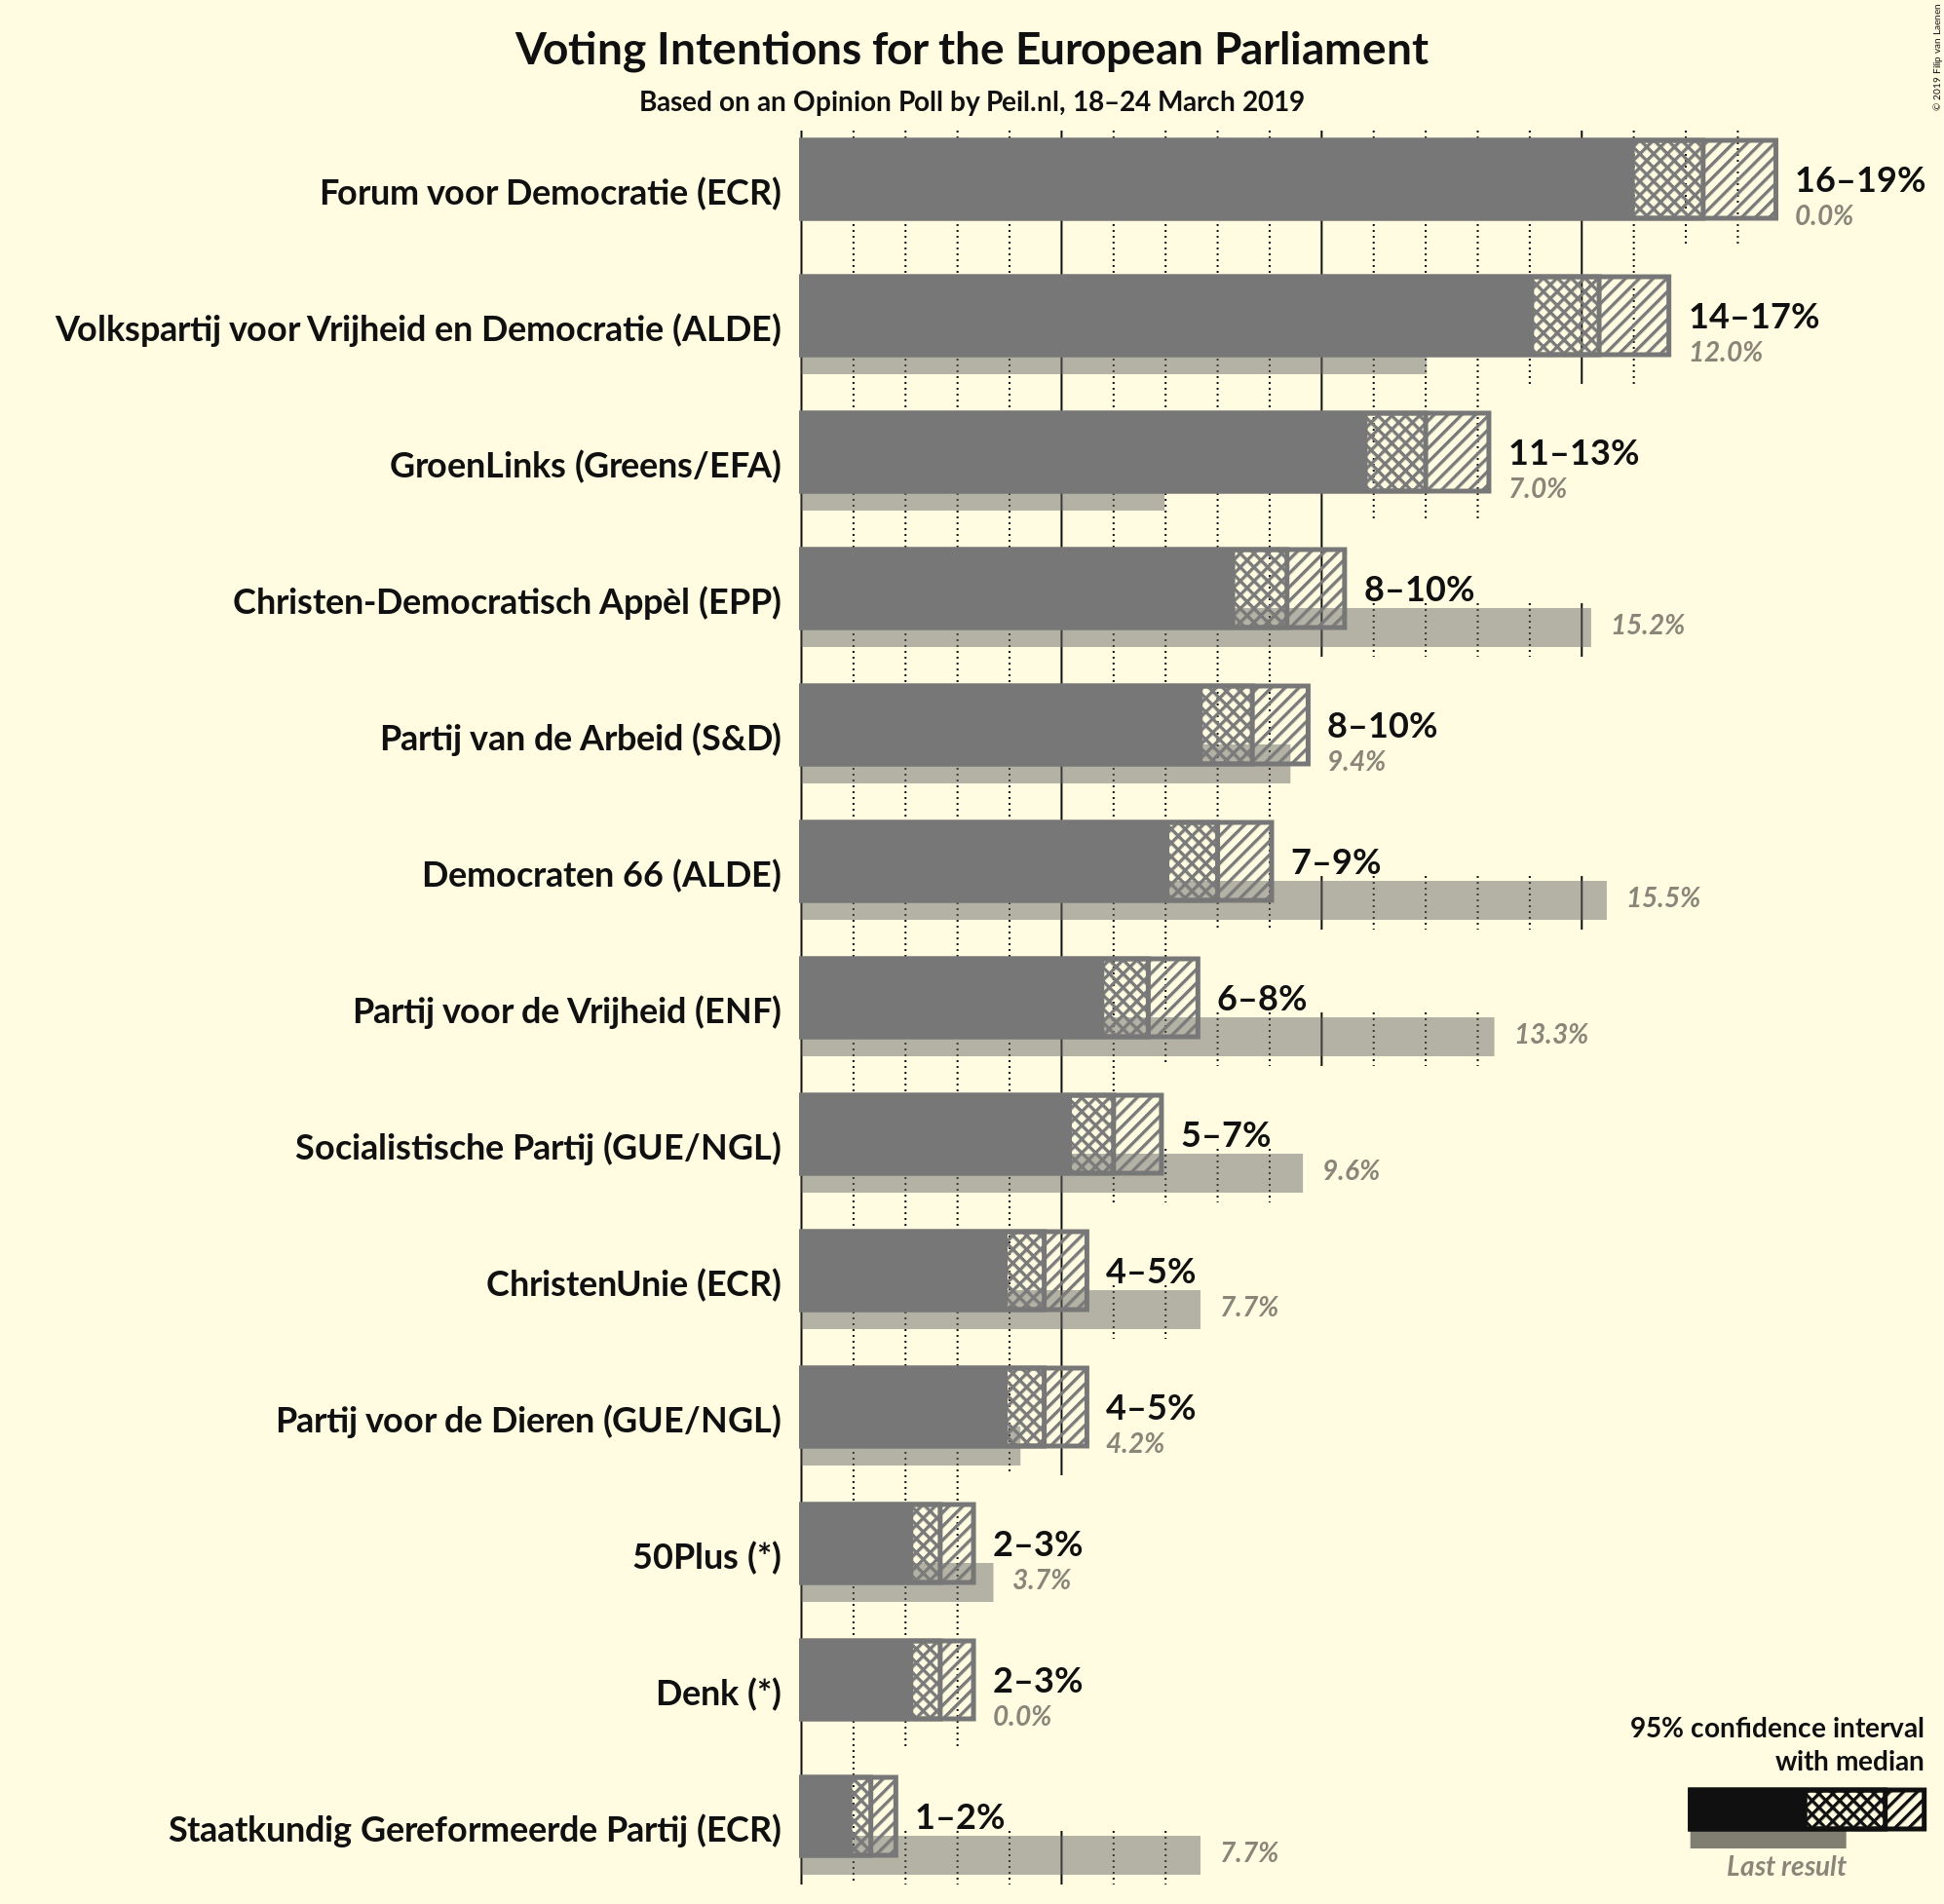 Voting Intentions for the European Parliament
Based on an Opinion Poll by Peil.nl, 18–24 March 2019
© 2019 Filip van Laenen
Forum voor Democratie (ECR)
16–19%
0.0%
Volkspartij voor Vrijheid en Democratie (ALDE)
14–17%
12.0%
GroenLinks (Greens/EFA)
11–13%
7.0%
Christen-Democratisch Appèl (EPP)
8–10%
15.2%
Partij van de Arbeid (S&D)
8–10%
9.4%
Democraten 66 (ALDE)
7–9%
15.5%
Partij voor de Vrijheid (ENF)
6–8%
13.3%
Socialistische Partij (GUE/NGL)
5–7%
9.6%
ChristenUnie (ECR)
4–5%
7.7%
Partij voor de Dieren (GUE/NGL)
4–5%
4.2%
50Plus (*)
2–3%
3.7%
Denk (*)
2–3%
0.0%
Staatkundig Gereformeerde Partij (ECR)
1–2%
7.7%
95% confidence interval
with median
Last result